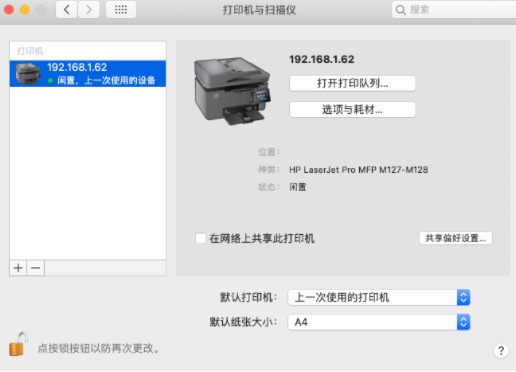 打印机与扫描仪
搜索
打印机
192.168.1.62
闲置，上一次使用的设备
192.168.1.62
打开打印队列...
选项与耗材...
位置：
种类： HP LaserJet Pro MFP M127-M128
状态： 闲置
在网络上共享此打印机
共享偏好设置...
+ −
默认打印机： 上一次使用的打印机
默认纸张大小： A4
点按锁按钮以防再次更改。
?